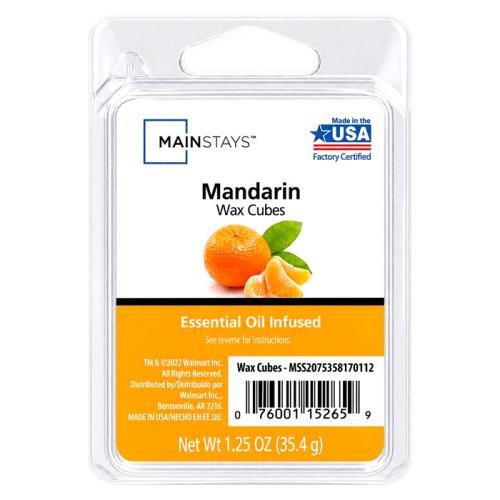 Made in the
USA
Factory Certified
MAINSTAYS™
Mandarin
Wax Cubes
Essential Oil Infused
See reverse for instructions.
TM & ©2022 Walmart Inc.
All Rights Reserved.
Distributed by/Distribuido por
Walmart Inc.,
Bentonville, AR 7216.
MADE IN USA/HECHO EN EE.UU.
Wax Cubes - MSS2075358170112
0 76001 15265 9
Net Wt 1.25 OZ (35.4 g)